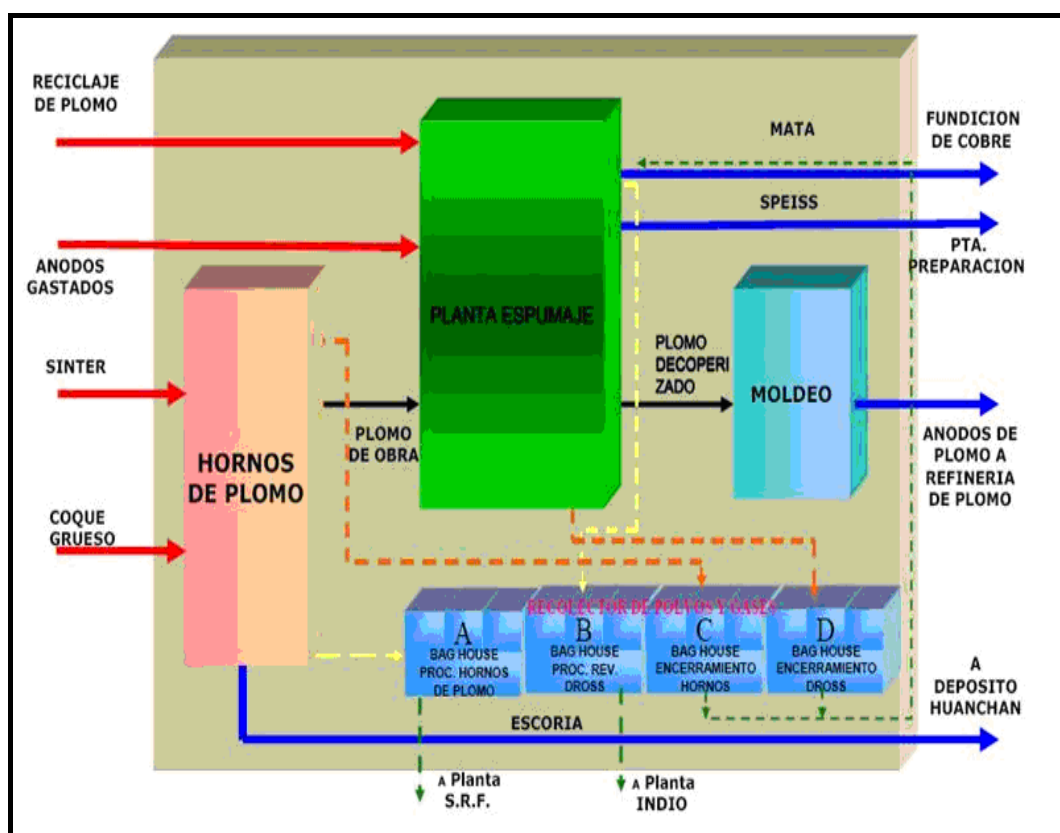 RECICLAJE
DE PLOMO
MATA
FUNDICION
DE COBRE
SPEISS
ANODOS
GASTADOS
PTA.
PREPARACION
PLANTA ESPUMAJE
SINTER
PLOMO
DECOPERI
ZADO
MOLDEO
HORNOS
DE PLOMO
PLOMO
DE OBRA
ANODOS DE
PLOMO A
REFINERIA
DE PLOMO
COQUE
GRUESO
RECOLECTOR DE POLVOS Y GASES
A
BAG HOUSE
PROC. HORNOS
DE PLOMO
B
BAG HOUSE
PROC. REV.
DROSS
C
BAG HOUSE
ENCERRAMIENTO
HORNOS
D
BAG HOUSE
ENCERRAMIENTO
DROSS
A
DEPOSITO
HUANCHAN
ESCORIA
A Planta
S.R.F.
A Planta
INDIO